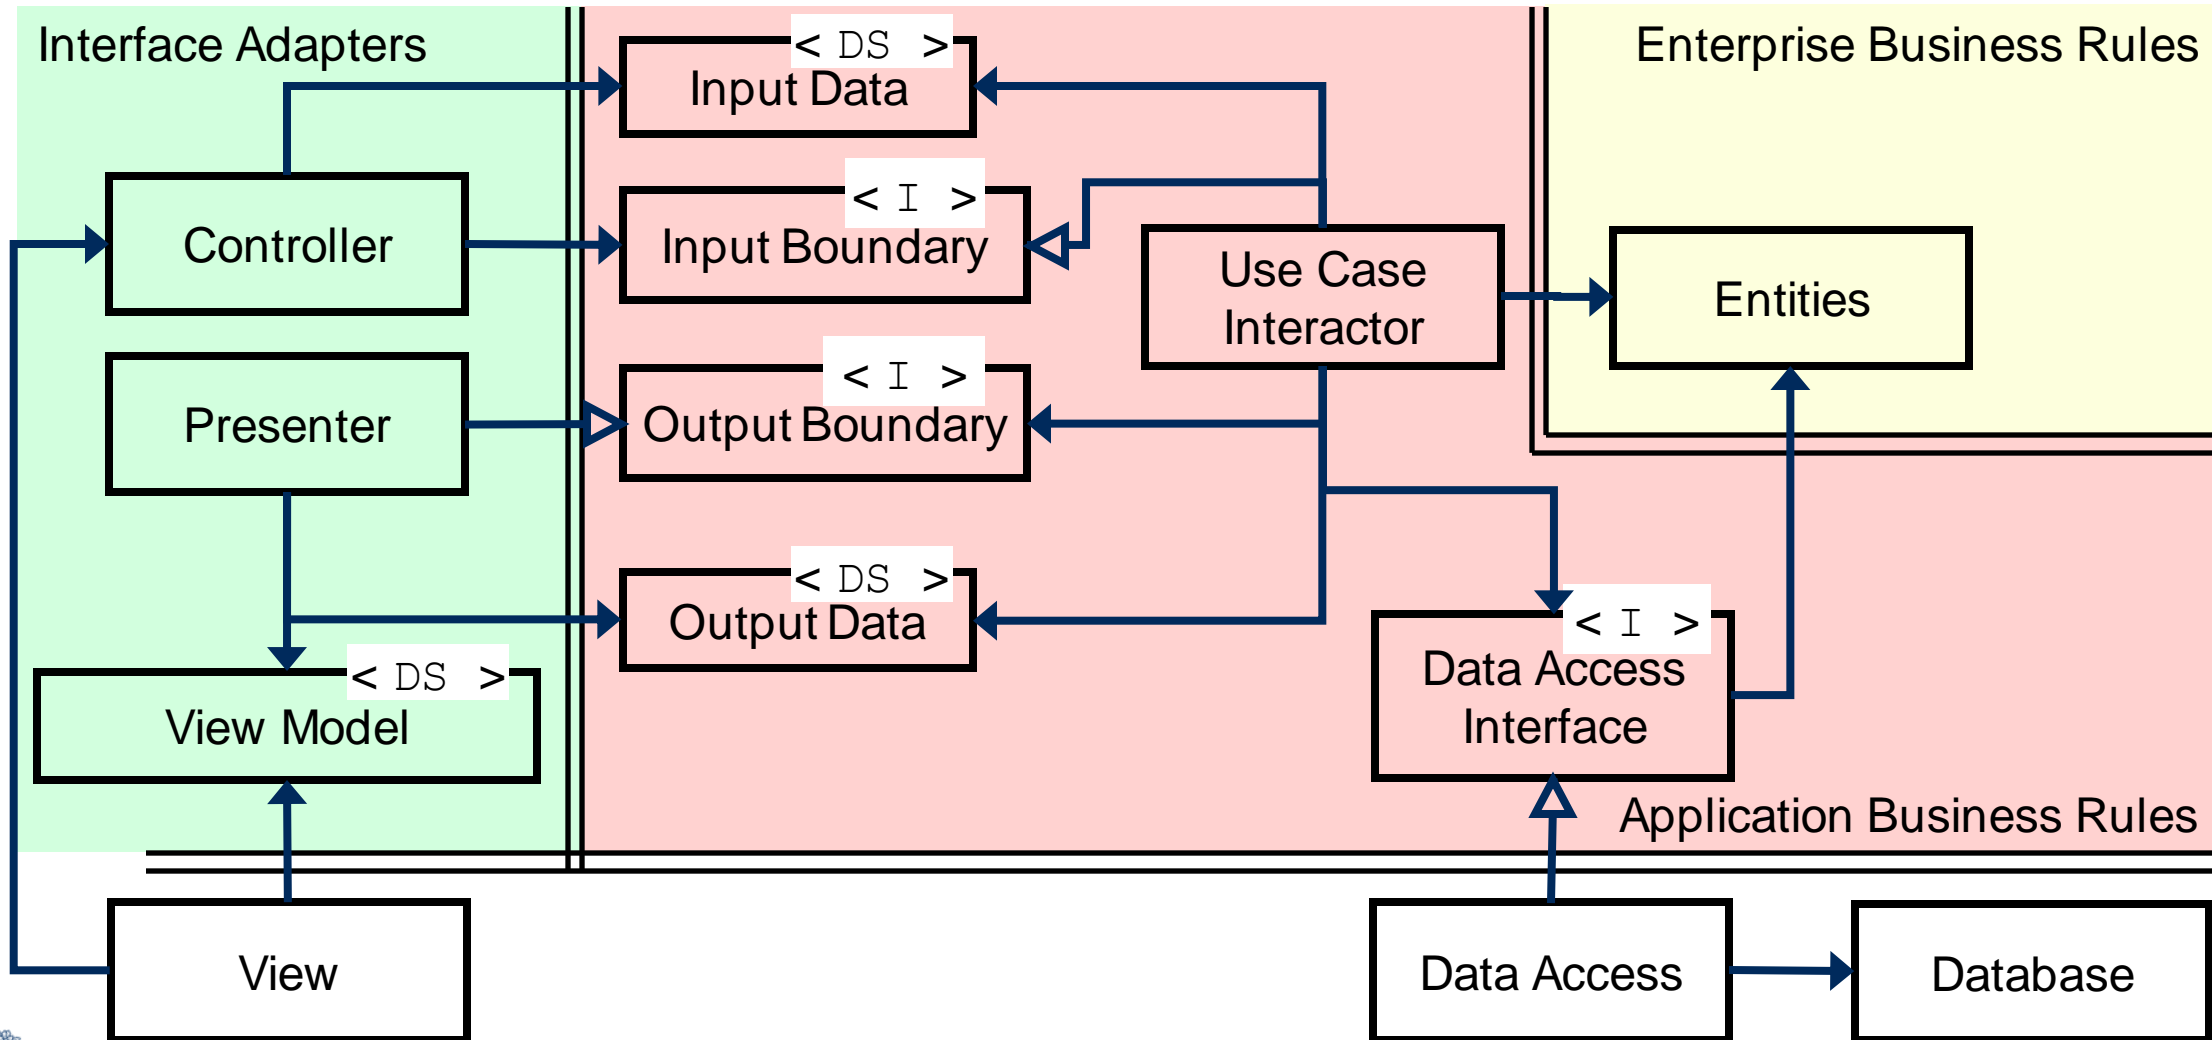 Interface Adapters
Enterprise Business Rules
< DS >
Input Data
< I >
Controller
Input Boundary
Use Case
Interactor
Entities
< I >
Presenter
Output Boundary
< DS >
Output Data
< I >
Data Access
Interface
< DS >
View Model
Application Business Rules
View
Data Access
Database